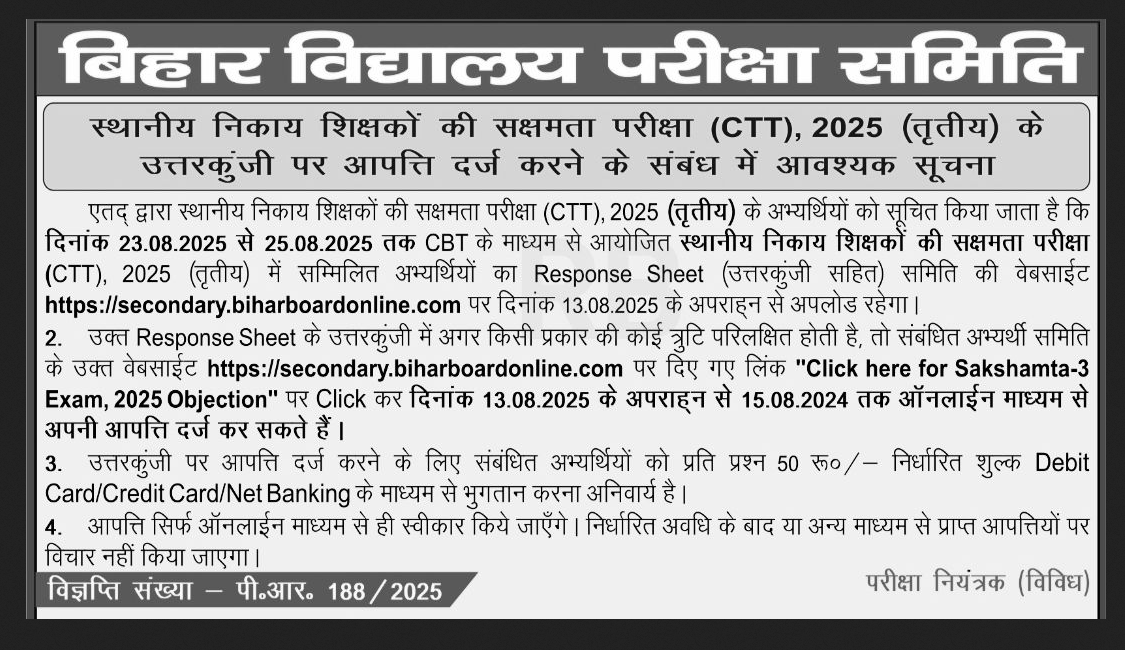 बिहार विद्यालय परीक्षा समिति
स्थानीय निकाय शिक्षकों की सक्षमता परीक्षा (CTT), 2025 (तृतीय) के
उत्तरकुंजी पर आपत्ति दर्ज करने के संबंध में आवश्यक सूचना
एतद् द्वारा स्थानीय निकाय शिक्षकों की सक्षमता परीक्षा (CTT), 2025 (तृतीय) के अभ्यर्थियों को सूचित किया जाता है कि
दिनांक 23.08.2025 से 25.08.2025 तक CBT के माध्यम से आयोजित स्थानीय निकाय शिक्षकों की सक्षमता परीक्षा
(CTT), 2025 (तृतीय) में सम्मिलित अभ्यर्थियों का Response Sheet (उत्तरकुंजी सहित) समिति की वेबसाईट
https://secondary.biharboardonline.com पर दिनांक 13.08.2025 के अपराह्न से अपलोड रहेगा।
2. उक्त Response Sheet के उत्तरकुंजी में अगर किसी प्रकार की कोई त्रुटि परिलक्षित होती है, तो संबंधित अभ्यर्थी समिति
के उक्त वेबसाईट https://secondary.biharboardonline.com पर दिए गए लिंक "Click here for Sakshamta-3
Exam, 2025 Objection" पर Click कर दिनांक 13.08.2025 के अपराह्न से 15.08.2024 तक ऑनलाईन माध्यम से
अपनी आपत्ति दर्ज कर सकते हैं।
3. उत्तरकुंजी पर आपत्ति दर्ज करने के लिए संबंधित अभ्यर्थियों को प्रति प्रश्न 50 रू०/– निर्धारित शुल्क Debit
Card/Credit Card/Net Banking के माध्यम से भुगतान करना अनिवार्य है।
4. आपत्ति सिर्फ ऑनलाईन माध्यम से ही स्वीकार किये जाएँगे। निर्धारित अवधि के बाद या अन्य माध्यम से प्राप्त आपत्तियों पर
विचार नहीं किया जाएगा।
विज्ञप्ति संख्या – पी०आर० 188 / 2025
परीक्षा नियंत्रक (विविध)